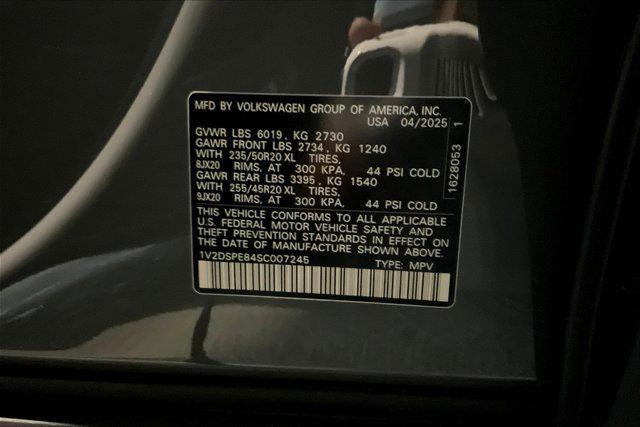 MFD BY VOLKSWAGEN GROUP OF AMERICA, INC.
USA 04/2025
GVWR LBS 6019, KG 2730
GAWR FRONT LBS 2734, KG 1240
WITH 235/50R20 XL TIRES,
8JX20 RIMS, AT 300 KPA, 44 PSI COLD
GAWR REAR LBS 3395, KG 1540
WITH 255/45R20 XL TIRES,
9JX20 RIMS, AT 300 KPA, 44 PSI COLD
THIS VEHICLE CONFORMS TO ALL APPLICABLE
U.S. FEDERAL MOTOR VEHICLE SAFETY AND
THEFT PREVENTION STANDARDS IN EFFECT ON
THE DATE OF MANUFACTURE SHOWN ABOVE.
1V2DSPE84SC007245 TYPE: MPV
1628053 1